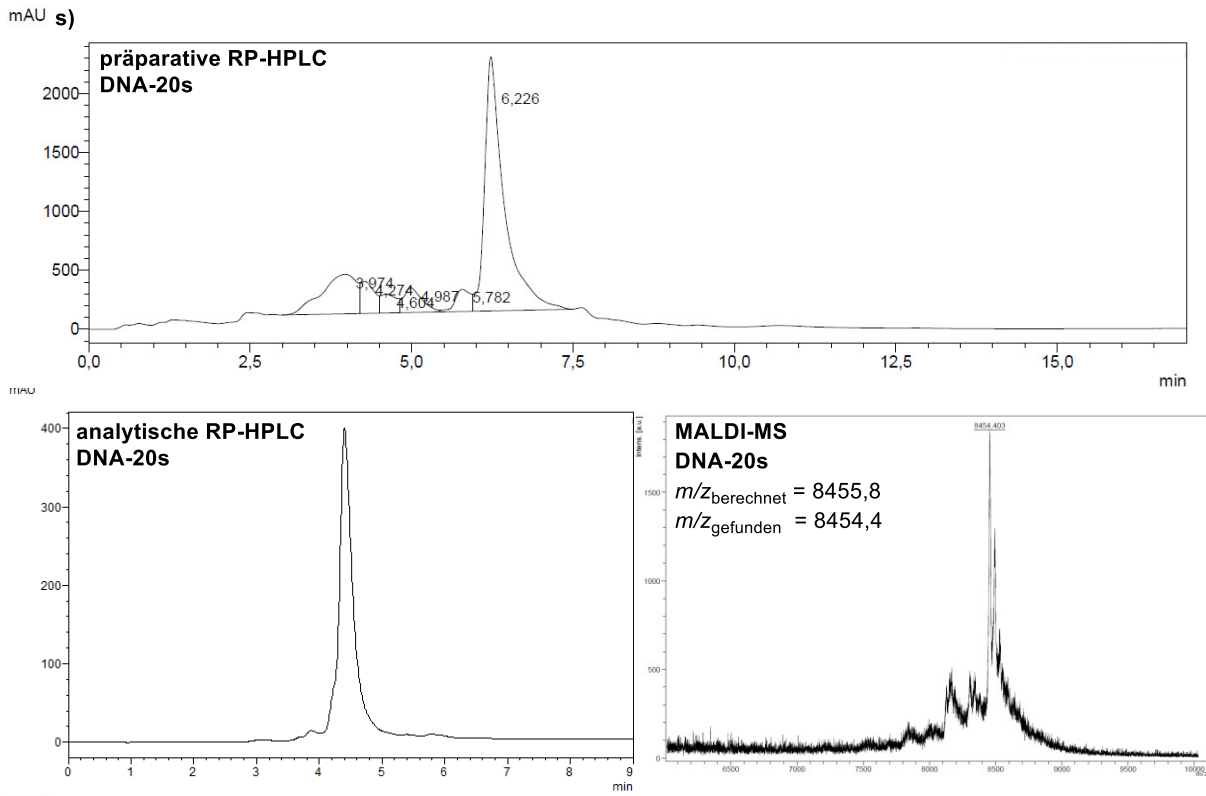 mAU s)
präparative RP-HPLC
DNA-20s
2000
1500
1000
500
0
6,226
3,974
4,274
4,604
4,987
5,782
0,0 2,5 5,0 7,5 10,0 12,5 15,0
min
mAU
analytische RP-HPLC
DNA-20s
400
300
200
100
0
0 1 2 3 4 5 6 7 8 9
min
Intens. [a.u.]
MALDI-MS
DNA-20s
m/zberechnet = 8455,8
m/zgefunden = 8454,4
8454.403
1500
1000
500
0
6500 7000 7500 8000 8500 9000 9500 10000